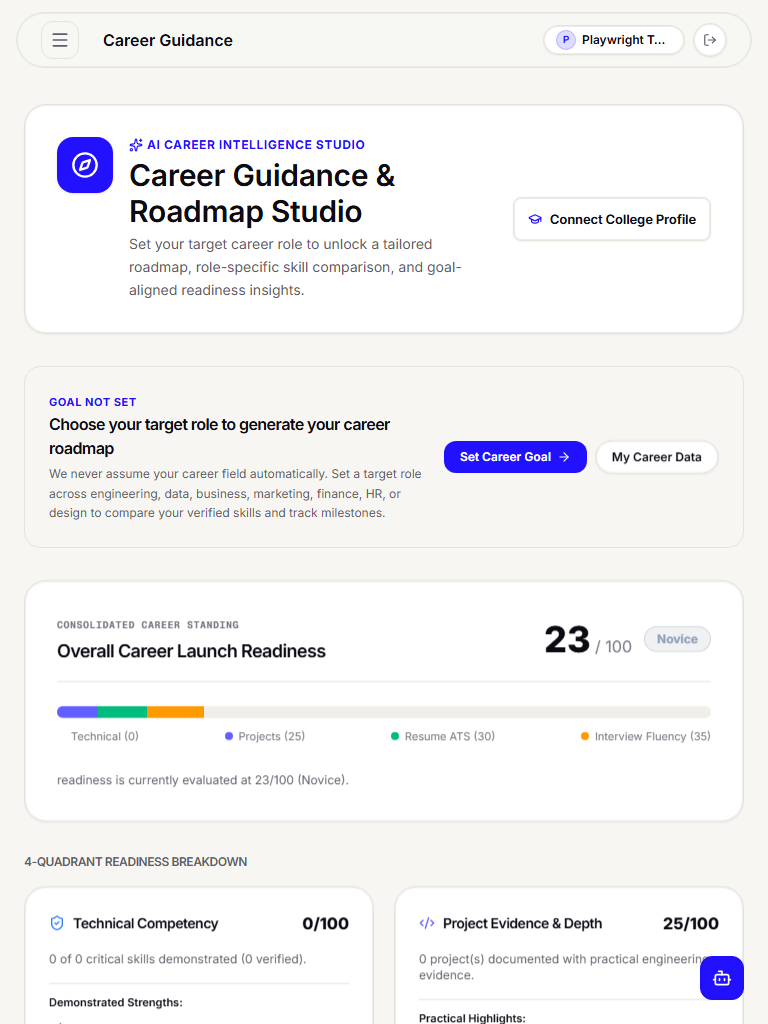 Career Guidance
P
Playwright T...
AI CAREER INTELLIGENCE STUDIO
Career Guidance &
Roadmap Studio
Set your target career role to unlock a tailored
roadmap, role-specific skill comparison, and goal-
aligned readiness insights.
Connect College Profile
GOAL NOT SET
Choose your target role to generate your career
roadmap
We never assume your career field automatically. Set a target role
across engineering, data, business, marketing, finance, HR, or
design to compare your verified skills and track milestones.
Set Career Goal
My Career Data
CONSOLIDATED CAREER STANDING
Overall Career Launch Readiness
23 / 100
Novice
Technical (0)
Projects (25)
Resume ATS (30)
Interview Fluency (35)
readiness is currently evaluated at 23/100 (Novice).
4-QUADRANT READINESS BREAKDOWN
Technical Competency
0/100
0 of 0 critical skills demonstrated (0 verified).
Demonstrated Strengths:
Project Evidence & Depth
25/100
0 project(s) documented with practical engineering
evidence.
Practical Highlights: